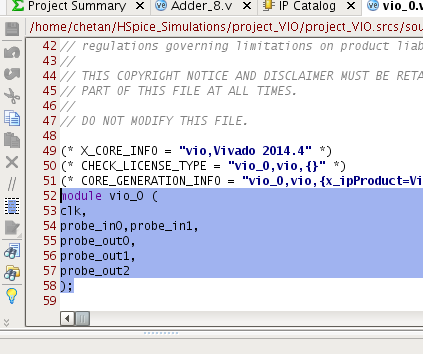 Project Summary × Adder_8.v × IP Catalog × vio_0.v
/home/chetan/HSpice_Simulations/project_VIO/project_VIO.srcs/sou
42 // regulations governing limitations on product liab
43 //
44 // THIS COPYRIGHT NOTICE AND DISCLAIMER MUST BE RETA
45 // PART OF THIS FILE AT ALL TIMES.
46 //
47 // DO NOT MODIFY THIS FILE.
48
49 (* X_CORE_INFO = "vio,Vivado 2014.4" *)
50 (* CHECK_LICENSE_TYPE = "vio_0,vio,{}" *)
51 (* CORE_GENERATION_INFO = "vio_0,vio,{x_ipProduct=Vi
52 module vio_0 (
53 clk,
54 probe_in0,probe_in1,
55 probe_out0,
56 probe_out1,
57 probe_out2
58 );
59